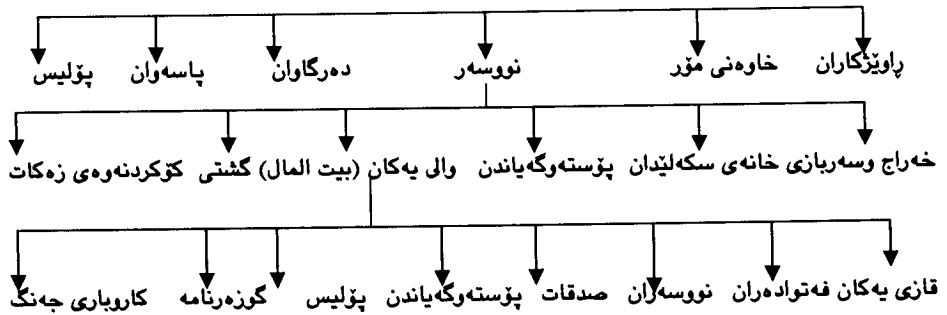 ڕاوێژکاران خاوەنی مۆر نووسەر دەرگاوان پاسەوان پۆلیس
خەراج وسەربازی خانەی سکەلێدان پۆستەوگەیاندن والی یەکان (بیت المال) گشتی کۆکردنەوەی زەکات
قازی یەکان فەتوادەران نووسەران صدقات پۆستەوگەیاندن پۆلیس گوزەرنامە کاروباری جەنگ